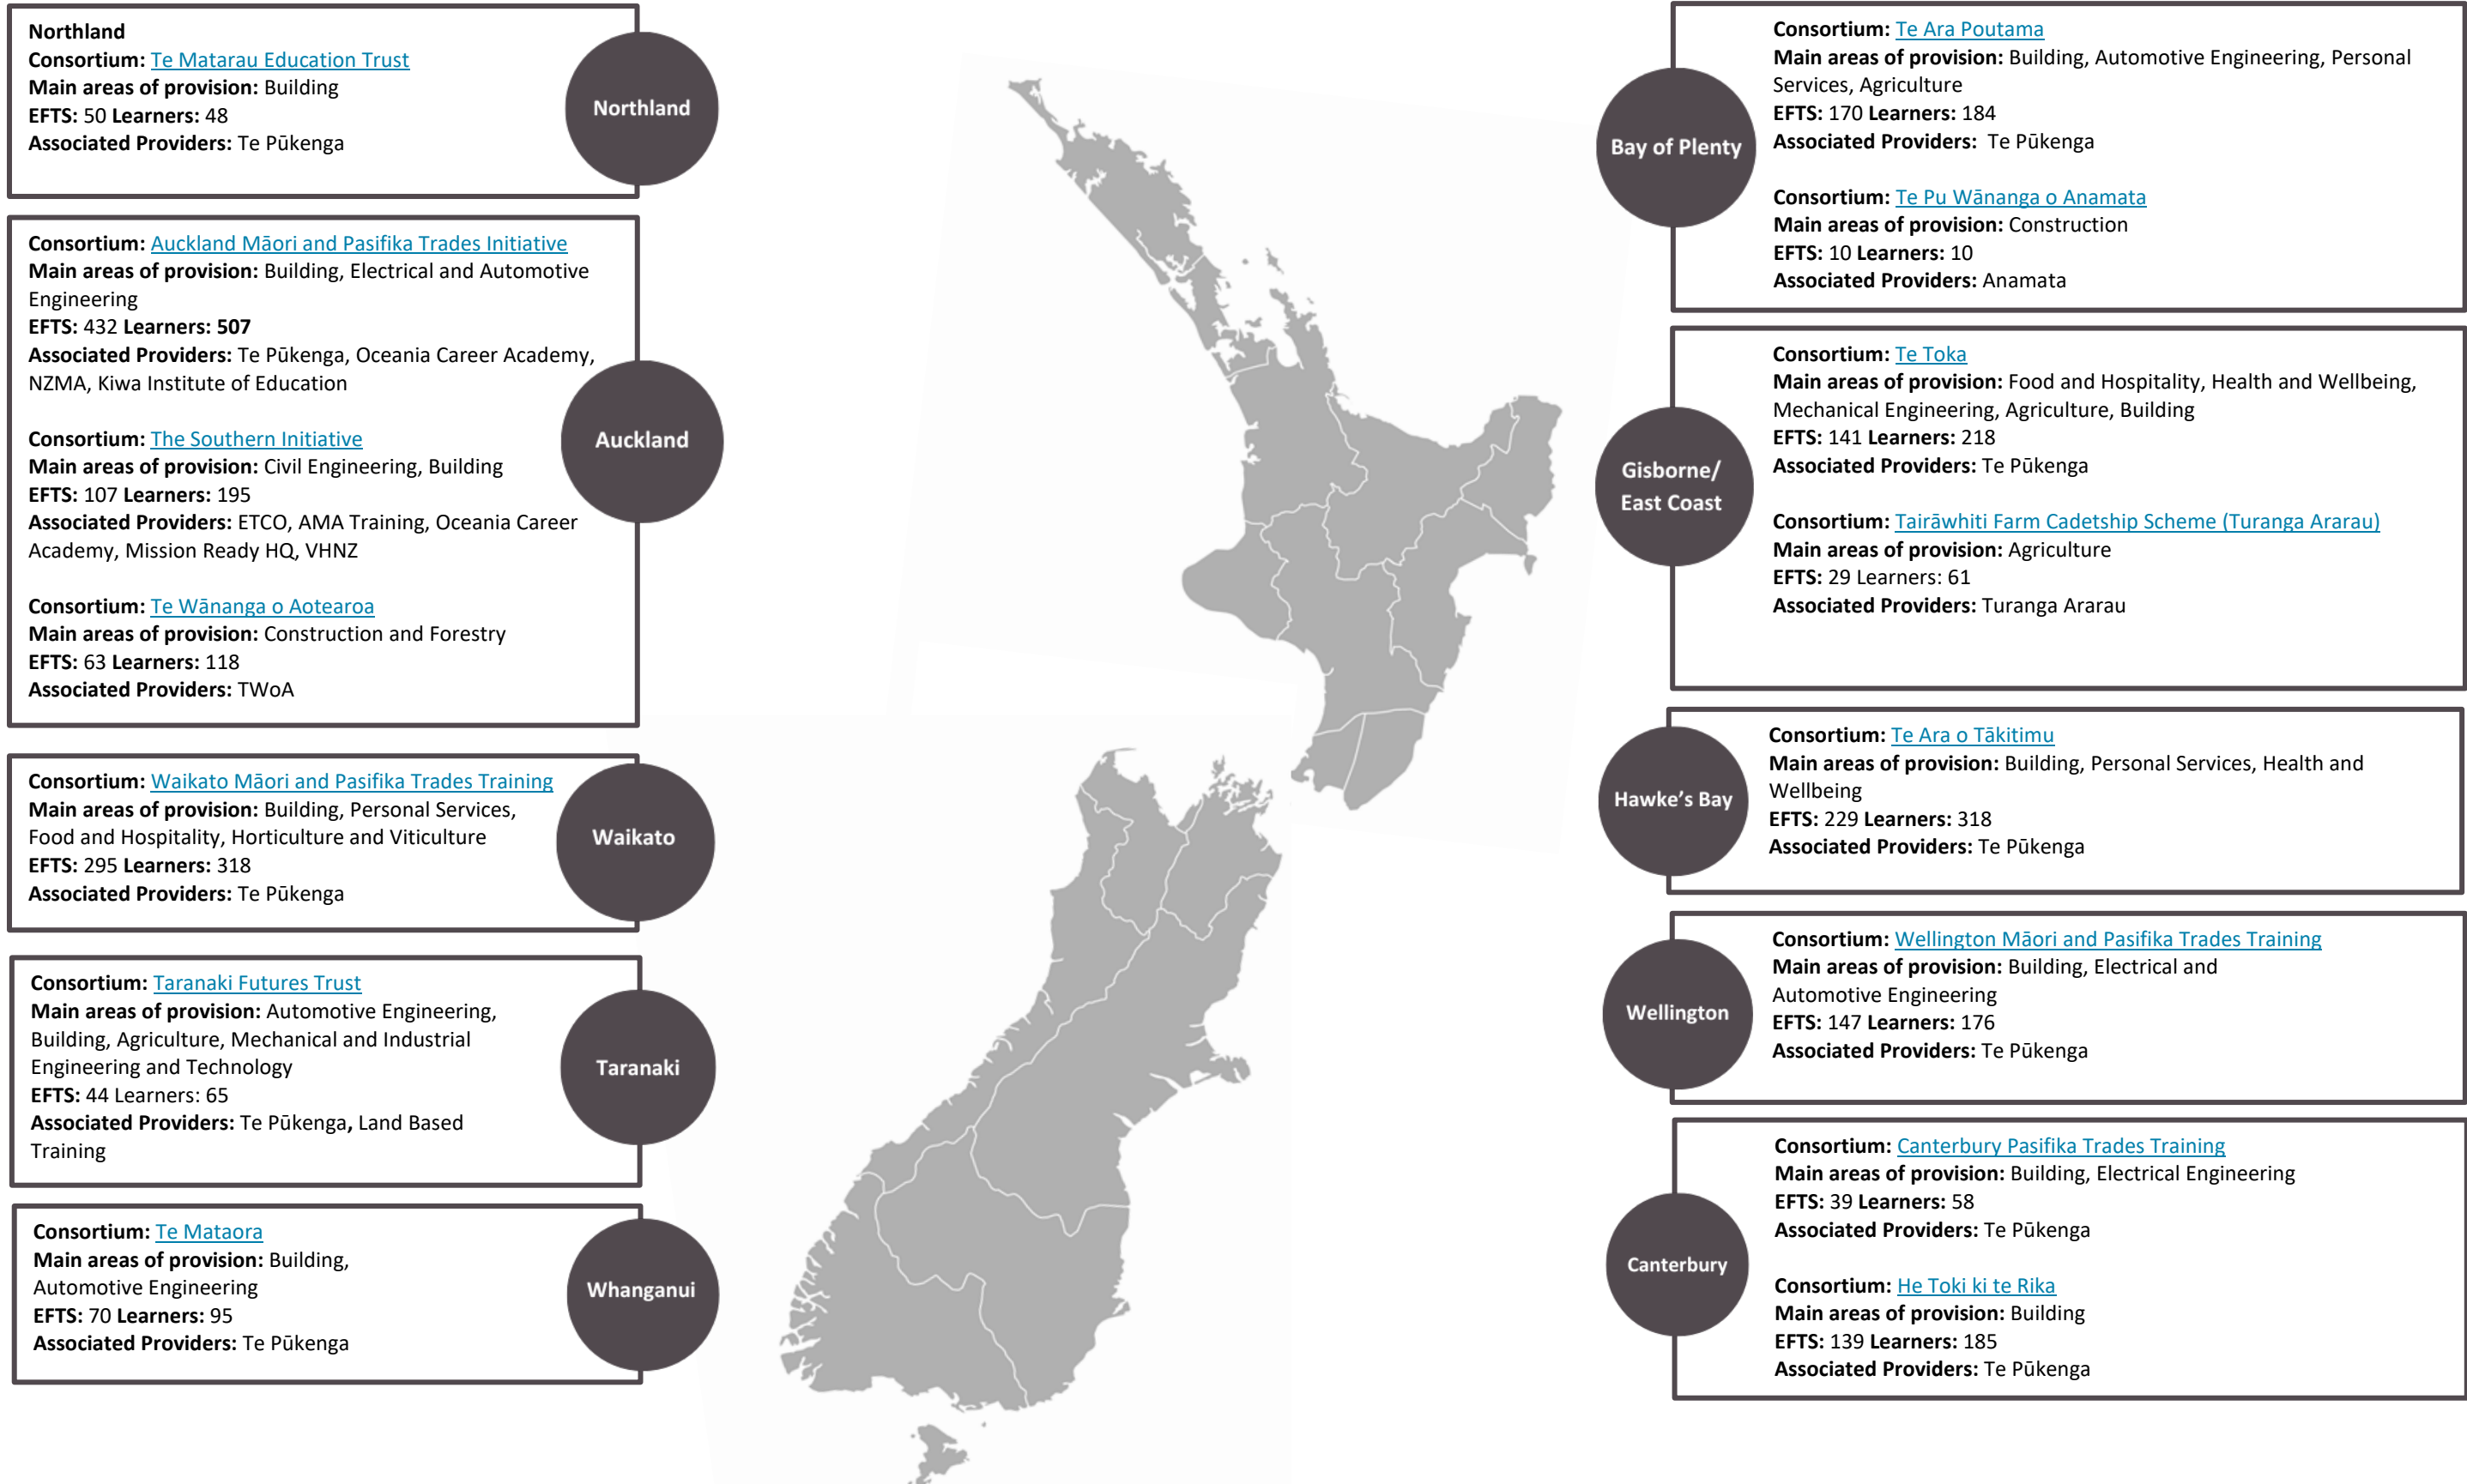 Northland
Consortium: Te Matarau Education Trust
Main areas of provision: Building
EFTS: 50 Learners: 48
Associated Providers: Te Pūkenga
Northland
Consortium: Auckland Māori and Pasifika Trades Initiative
Main areas of provision: Building, Electrical and Automotive
Engineering
EFTS: 432 Learners: 507
Associated Providers: Te Pūkenga, Oceania Career Academy,
NZMA, Kiwa Institute of Education
Consortium: The Southern Initiative
Main areas of provision: Civil Engineering, Building
EFTS: 107 Learners: 195
Associated Providers: ETCO, AMA Training, Oceania Career
Academy, Mission Ready HQ, VHNZ
Consortium: Te Wānanga o Aotearoa
Main areas of provision: Construction and Forestry
EFTS: 63 Learners: 118
Associated Providers: TWoA
Auckland
Consortium: Waikato Māori and Pasifika Trades Training
Main areas of provision: Building, Personal Services,
Food and Hospitality, Horticulture and Viticulture
EFTS: 295 Learners: 318
Associated Providers: Te Pūkenga
Waikato
Consortium: Taranaki Futures Trust
Main areas of provision: Automotive Engineering,
Building, Agriculture, Mechanical and Industrial
Engineering and Technology
EFTS: 44 Learners: 65
Associated Providers: Te Pūkenga, Land Based
Training
Taranaki
Consortium: Te Mataora
Main areas of provision: Building,
Automotive Engineering
EFTS: 70 Learners: 95
Associated Providers: Te Pūkenga
Whanganui
Consortium: Te Ara Poutama
Main areas of provision: Building, Automotive Engineering, Personal
Services, Agriculture
EFTS: 170 Learners: 184
Associated Providers: Te Pūkenga
Consortium: Te Pu Wānanga o Anamata
Main areas of provision: Construction
EFTS: 10 Learners: 10
Associated Providers: Anamata
Bay of Plenty
Consortium: Te Toka
Main areas of provision: Food and Hospitality, Health and Wellbeing,
Mechanical Engineering, Agriculture, Building
EFTS: 141 Learners: 218
Associated Providers: Te Pūkenga
Consortium: Tairāwhiti Farm Cadetship Scheme (Turanga Ararau)
Main areas of provision: Agriculture
EFTS: 29 Learners: 61
Associated Providers: Turanga Ararau
Gisborne/
East Coast
Consortium: Te Ara o Tākitimu
Main areas of provision: Building, Personal Services, Health and
Wellbeing
EFTS: 229 Learners: 318
Associated Providers: Te Pūkenga
Hawke's Bay
Consortium: Wellington Māori and Pasifika Trades Training
Main areas of provision: Building, Electrical and
Automotive Engineering
EFTS: 147 Learners: 176
Associated Providers: Te Pūkenga
Wellington
Consortium: Canterbury Pasifika Trades Training
Main areas of provision: Building, Electrical Engineering
EFTS: 39 Learners: 58
Associated Providers: Te Pūkenga
Consortium: He Toki ki te Rika
Main areas of provision: Building
EFTS: 139 Learners: 185
Associated Providers: Te Pūkenga
Canterbury